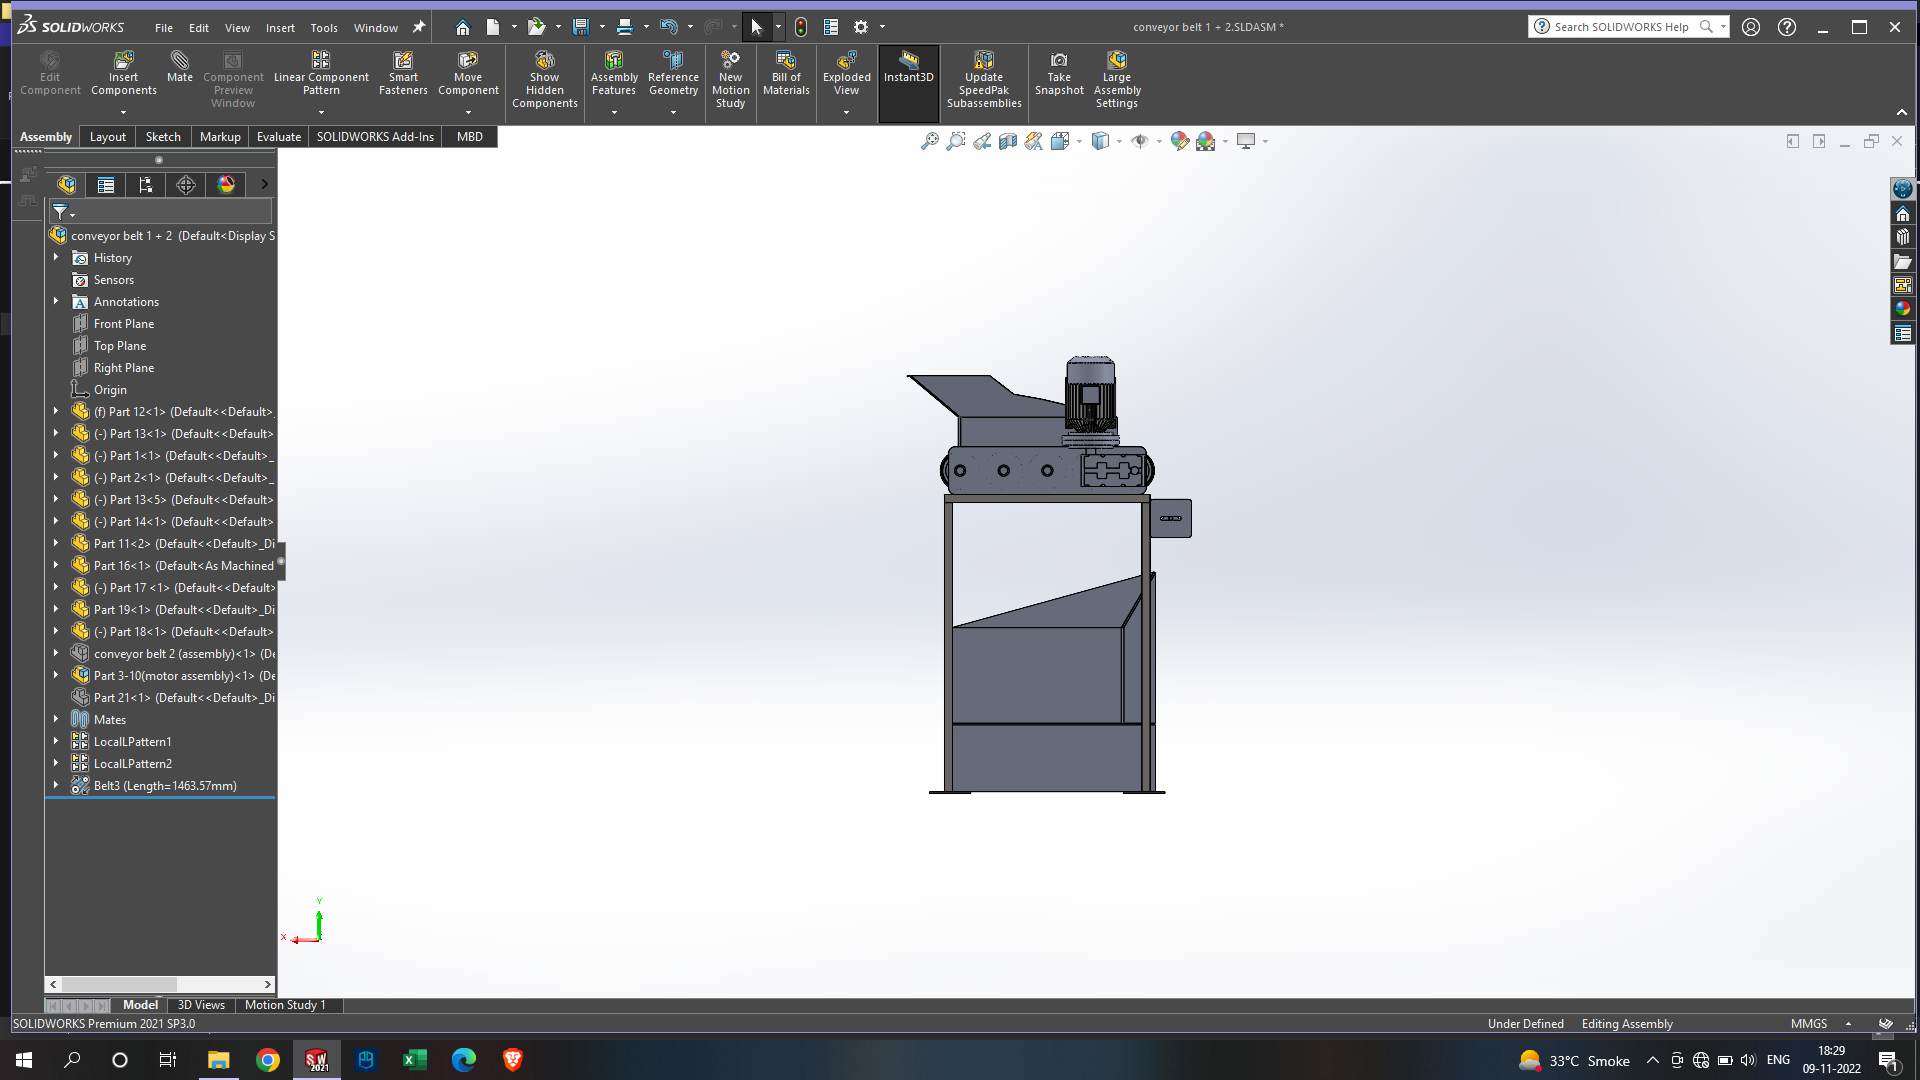 SOLIDWORKS
File Edit View Insert Tools Window
conveyor belt 1 + 2.SLDASM *
Search SOLIDWORKS Help
Edit Component
Insert Components
Mate
Component Preview Window
Linear Component Pattern
Smart Fasteners
Move Component
Show Hidden Components
Assembly Features
Reference Geometry
New Motion Study
Bill of Materials
Exploded View
Instant3D
Update SpeedPak Subassemblies
Take Snapshot
Large Assembly Settings
Assembly Layout Sketch Markup Evaluate SOLIDWORKS Add-Ins MBD
conveyor belt 1 + 2 (Default<Display S
History
Sensors
Annotations
Front Plane
Top Plane
Right Plane
Origin
(f) Part 12<1> (Default<<Default>_
(-) Part 13<1> (Default<<Default>
(-) Part 1<1> (Default<<Default>_
(-) Part 2<1> (Default<<Default>_
(-) Part 13<5> (Default<<Default>
(-) Part 14<1> (Default<<Default>
Part 11<2> (Default<<Default>_Di
Part 16<1> (Default<As Machined
(-) Part 17 <1> (Default<<Default>
Part 19<1> (Default<<Default>_Di
(-) Part 18<1> (Default<<Default>
conveyor belt 2 (assembly)<1> (De
Part 3-10(motor assembly)<1> (De
Part 21<1> (Default<<Default>_Di
Mates
LocalLPattern1
LocalLPattern2
Belt3 (Length=1463.57mm)
Y
X
Model 3D Views Motion Study 1
SOLIDWORKS Premium 2021 SP3.0
Under Defined Editing Assembly MMGS
33°C Smoke
ENG
18:29
09-11-2022
1
SW
2021